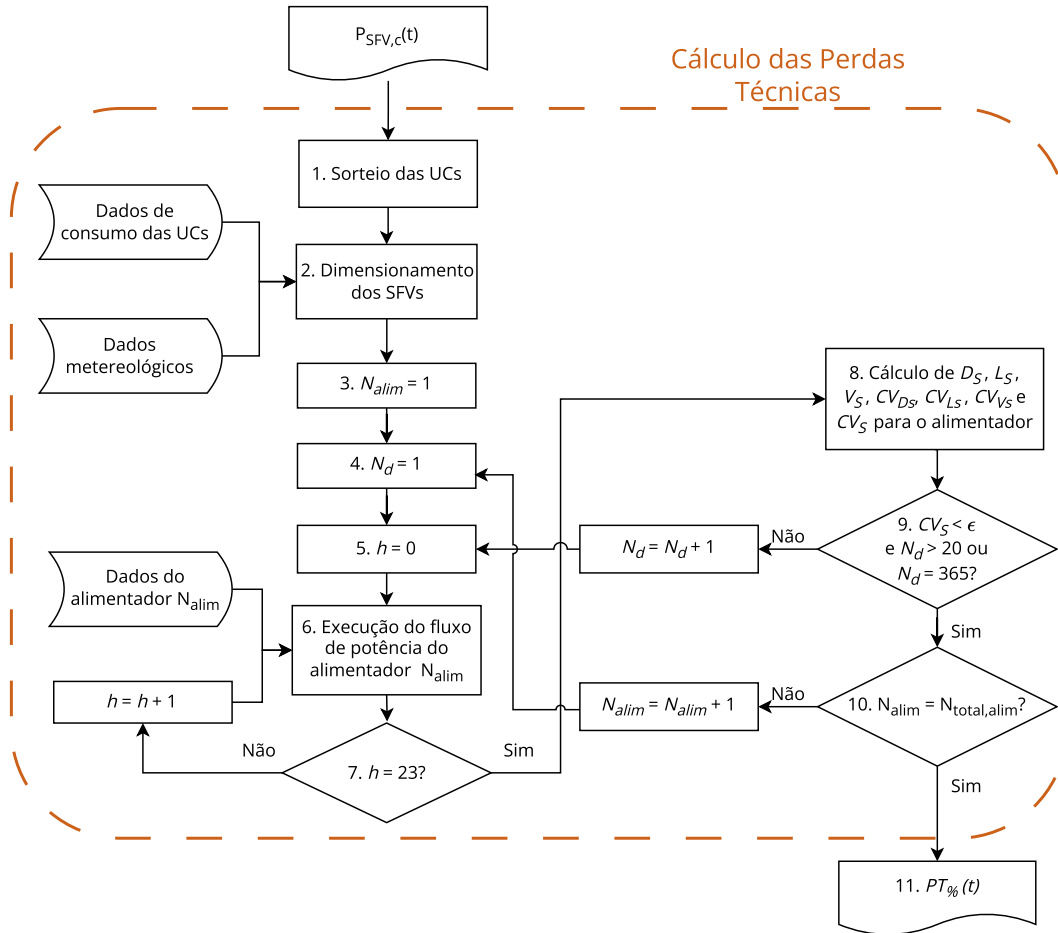 P_SFV,c(t)
Cálculo das Perdas
Técnicas
1. Sorteio das UCs
Dados de
consumo das UCs
2. Dimensionamento
dos SFVs
Dados
metereológicos
3. N_alim = 1
8. Cálculo de D_S, L_S,
V_S, CV_Ds, CV_Ls, CV_Vs e
CV_S para o alimentador
4. N_d = 1
5. h = 0
N_d = N_d + 1
Não
9. CV_S < ϵ
e N_d > 20 ou
N_d = 365?
Sim
Dados do
alimentador N_alim
6. Execução do fluxo
de potência do
alimentador N_alim
h = h + 1
N_alim = N_alim + 1
Não
10. N_alim = N_total,alim?
Não
7. h = 23?
Sim
Sim
11. PT_% (t)